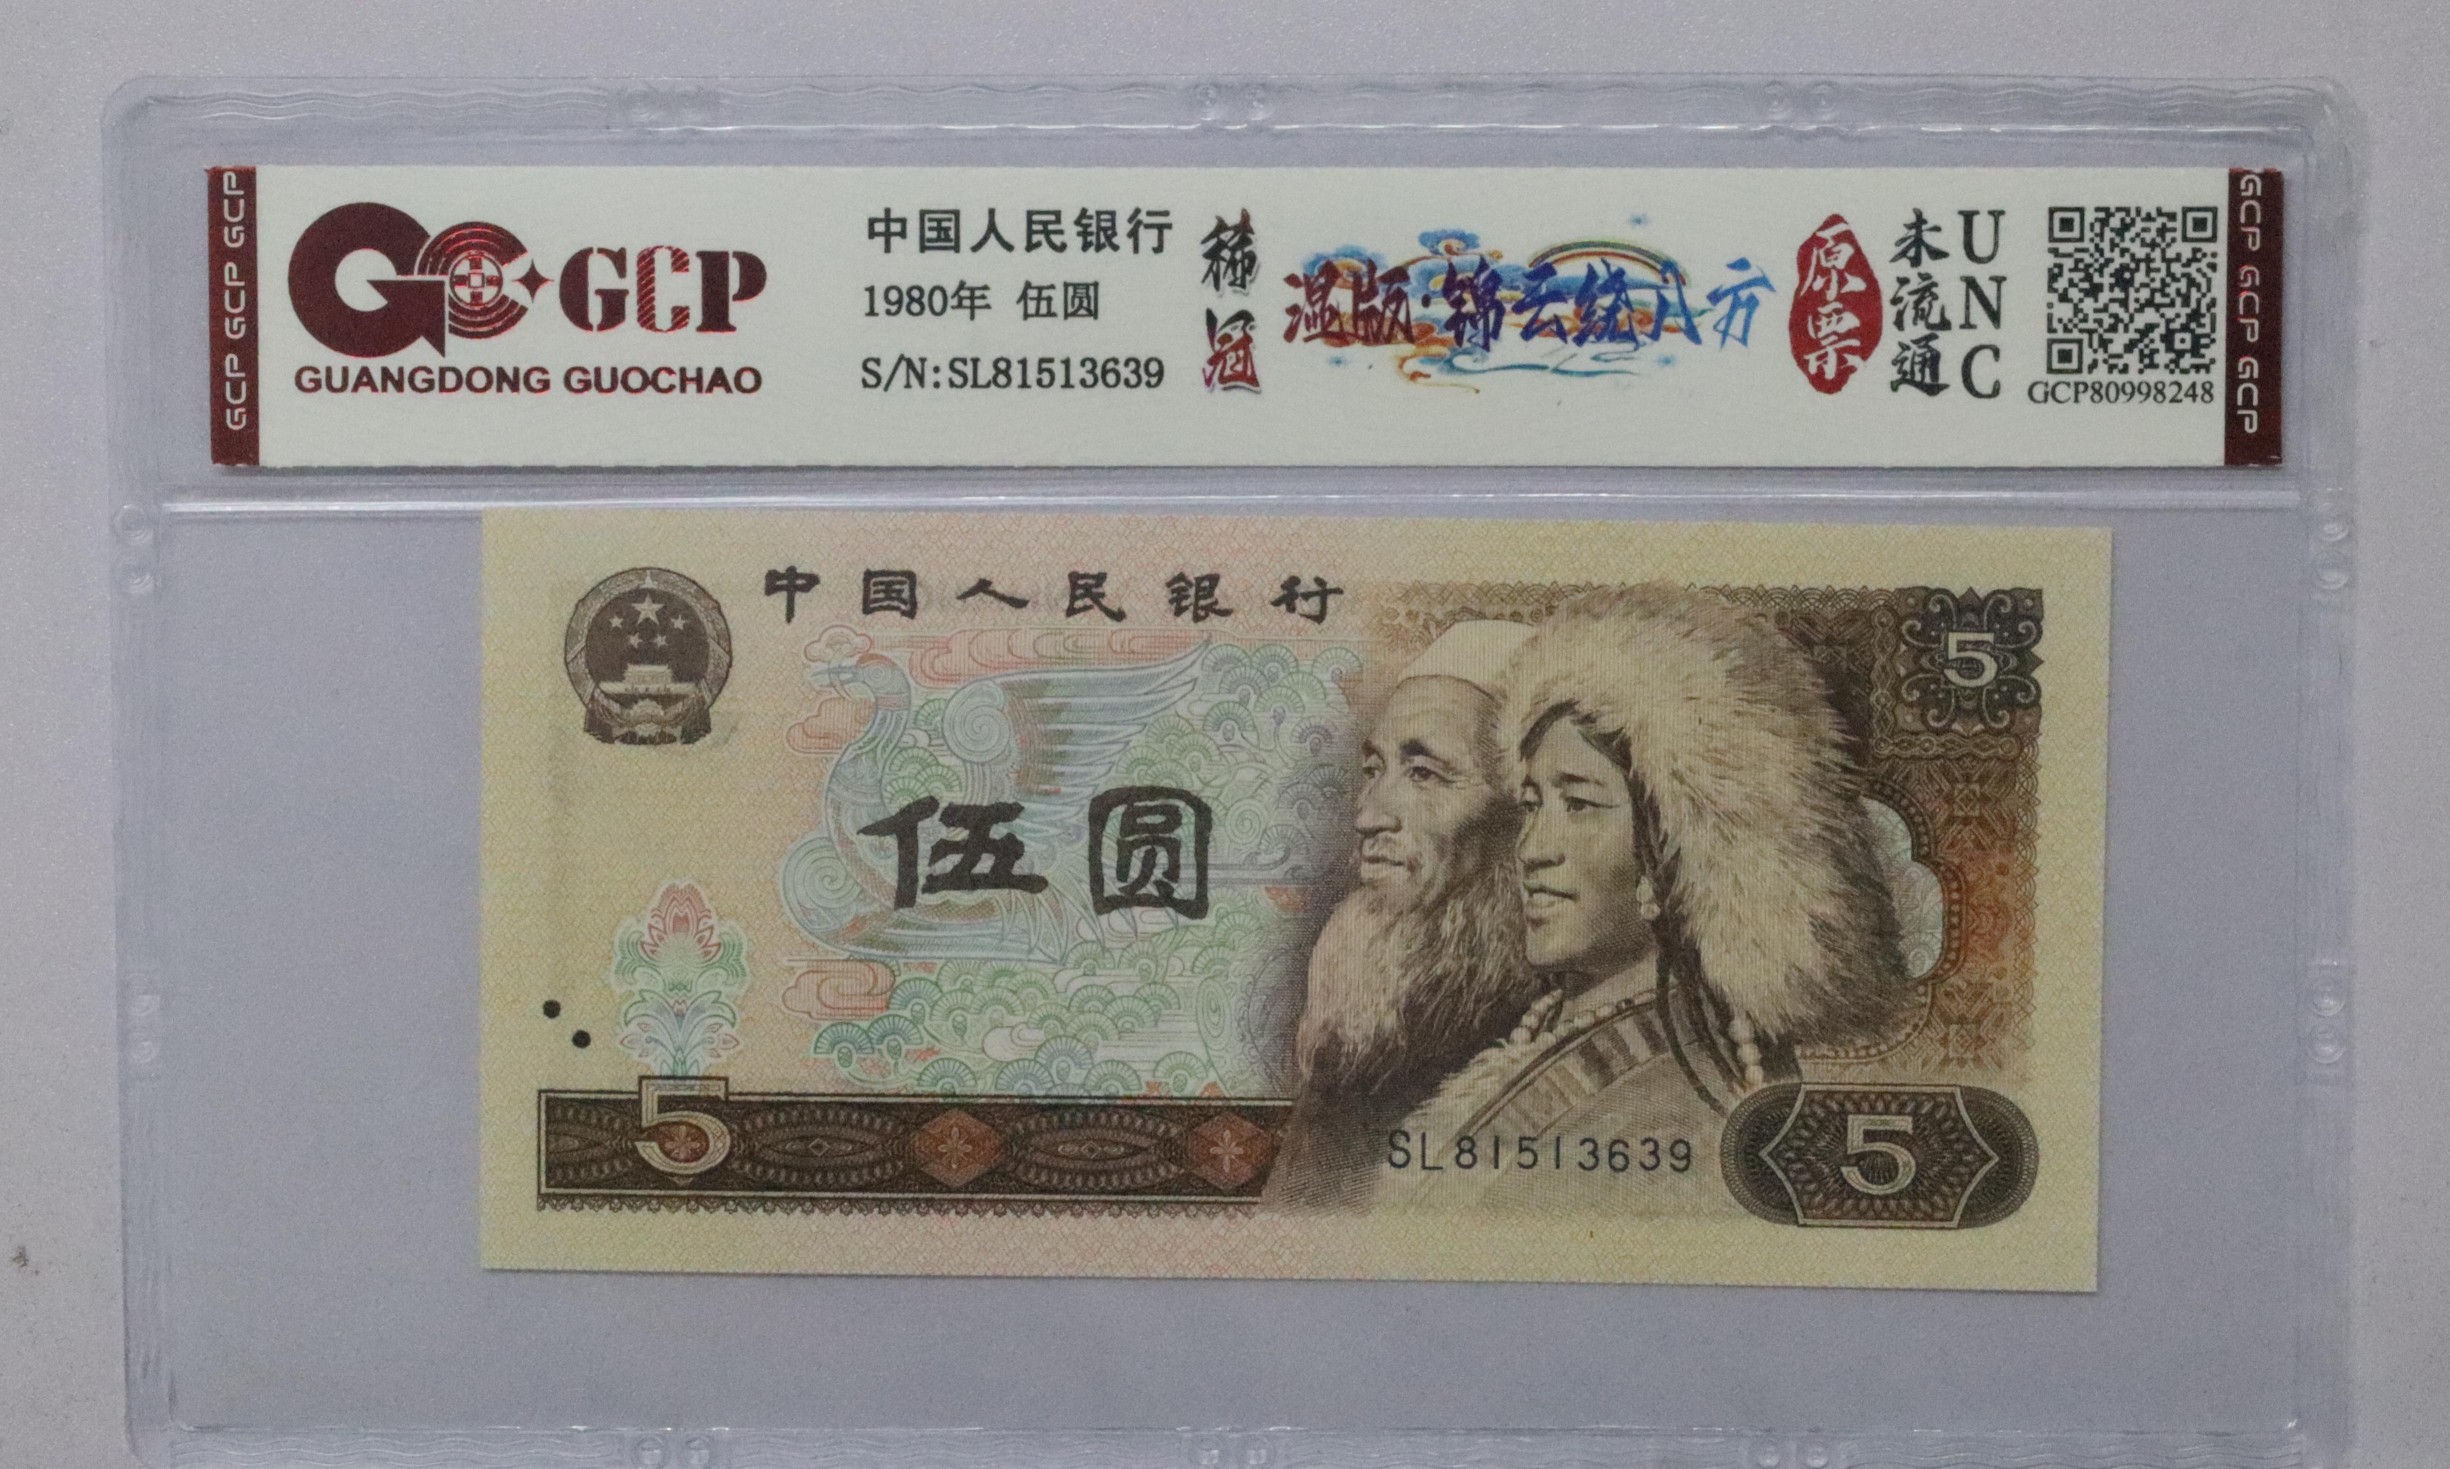 GCP GCP GCP
GCP
GUANGDONG GUOCHAO
中国人民银行
1980年 伍圆
S/N:SL81513639
稀冠
温版·锦云绕八方
原票
未流通
UNC
GCP80998248
GCP GCP GCP
中国人民银行
5
伍圆
5
SL81513639
5